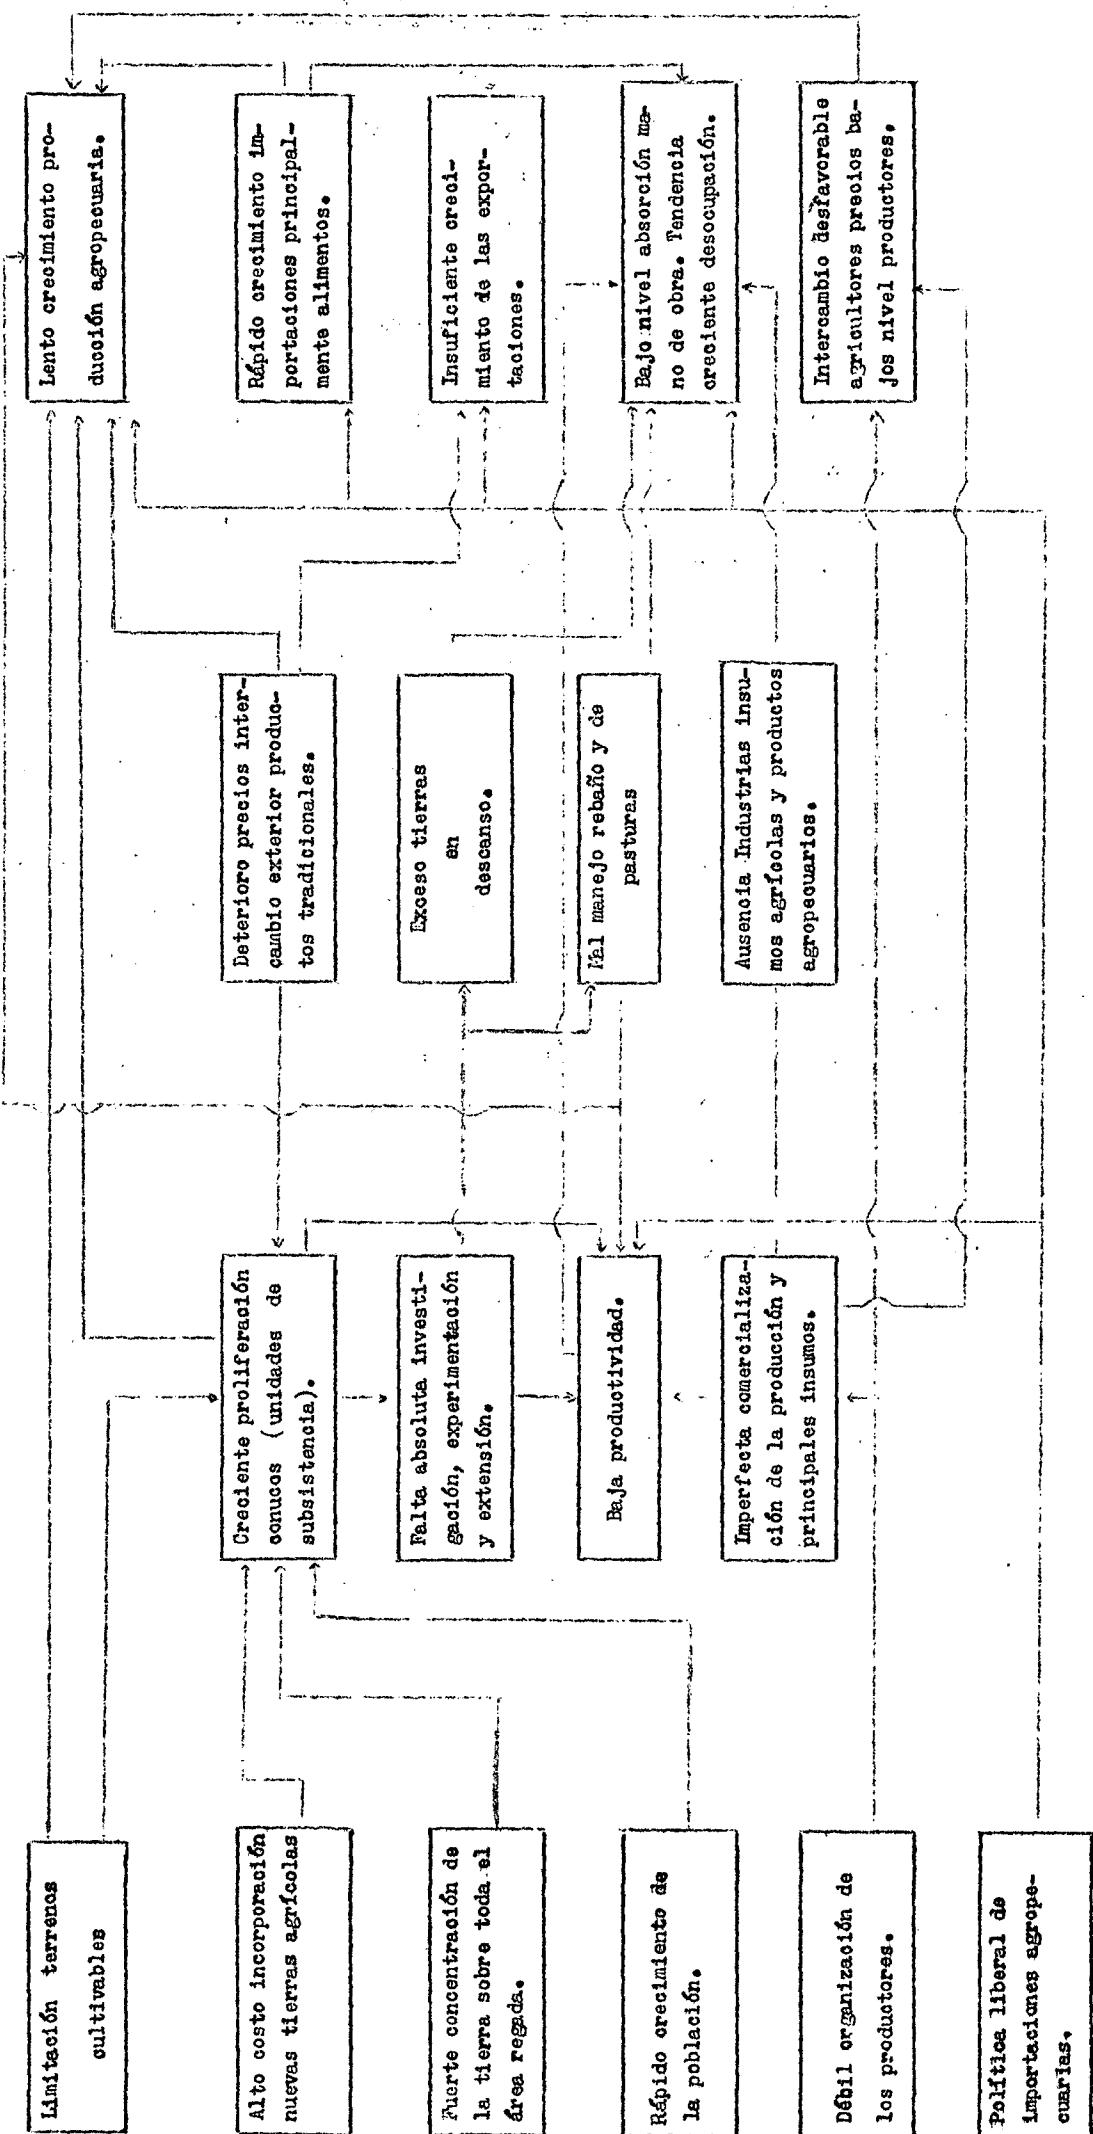 Limitación terrenos
cultivables
Alto costo incorporación
nuevas tierras agrícolas
Fuerte concentración de
la tierra sobre toda el
área regada.
Rápido crecimiento de
la población.
Débil organización de
los productores.
Política liberal de
importaciones agrope-
cuarias.
Creciente proliferación
conucos (unidades de
subsistencia).
Falta absoluta investi-
gación, experimentación
y extensión.
Baja productividad.
Imperfecta comercializa-
ción de la producción y
principales insumos.
Deterioro precios inter-
cambio exterior produc-
tos tradicionales.
Exceso tierras
en
descanso.
Mal manejo rebaño y de
pasturas
Ausencia Industrias insu-
mos agrícolas y productos
agropecuarios.
Lento crecimiento pro-
ducción agropecuaria.
Rápido crecimiento im-
portaciones principal-
mente alimentos.
Insuficiente creci-
miento de las expor-
taciones.
Bajo nivel absorción ma-
no de obra. Tendencia
creciente desocupación.
Intercambio desfavorable
agricultores precios ba-
jos nivel productores.